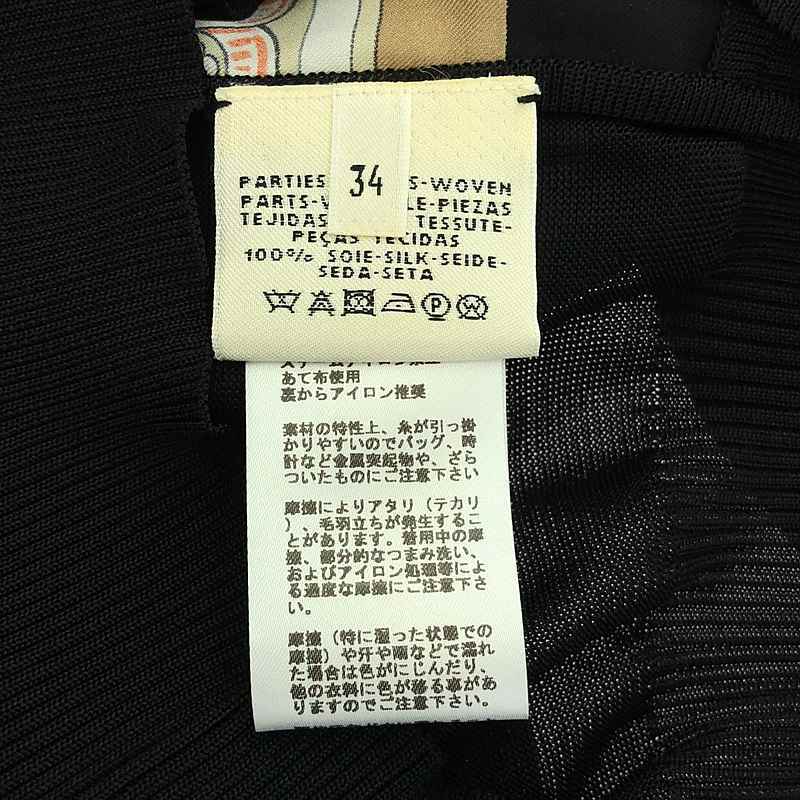 34
PARTIES S-WOVEN
PARTS- LE-PIEZAS
TEJIDAS TESSUTE-
PEÇAS TECIDAS
100% SOIE-SILK-SEIDE-
SEDA-SETA
あて布使用
裏からアイロン推奨
素材の特性上、糸が引っ掛
かりやすいのでバッグ、時
計など金属突起物や、ざら
ついたものにご注意下さい
摩擦によりアタリ(テカリ
)、毛羽立ちが発生するこ
とがあります。着用中の摩
擦、部分的なつまみ洗い、
およびアイロン処理等によ
る過度な摩擦にご注意下さ
い。
摩擦(特に湿った状態での
摩擦)や汗や雨などで濡れ
た場合は色がにじんだり、
他の衣料に色が移る事があ
りますのでご注意下さい。